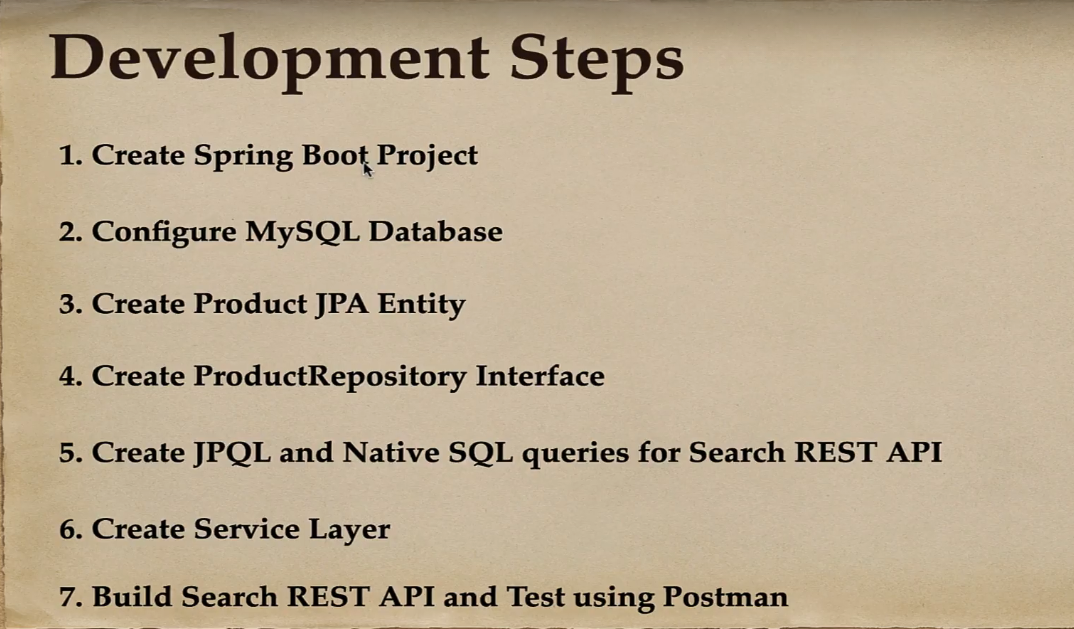 Development Steps
1. Create Spring Boot Project
2. Configure MySQL Database
3. Create Product JPA Entity
4. Create ProductRepository Interface
5. Create JPQL and Native SQL queries for Search REST API
6. Create Service Layer
7. Build Search REST API and Test using Postman